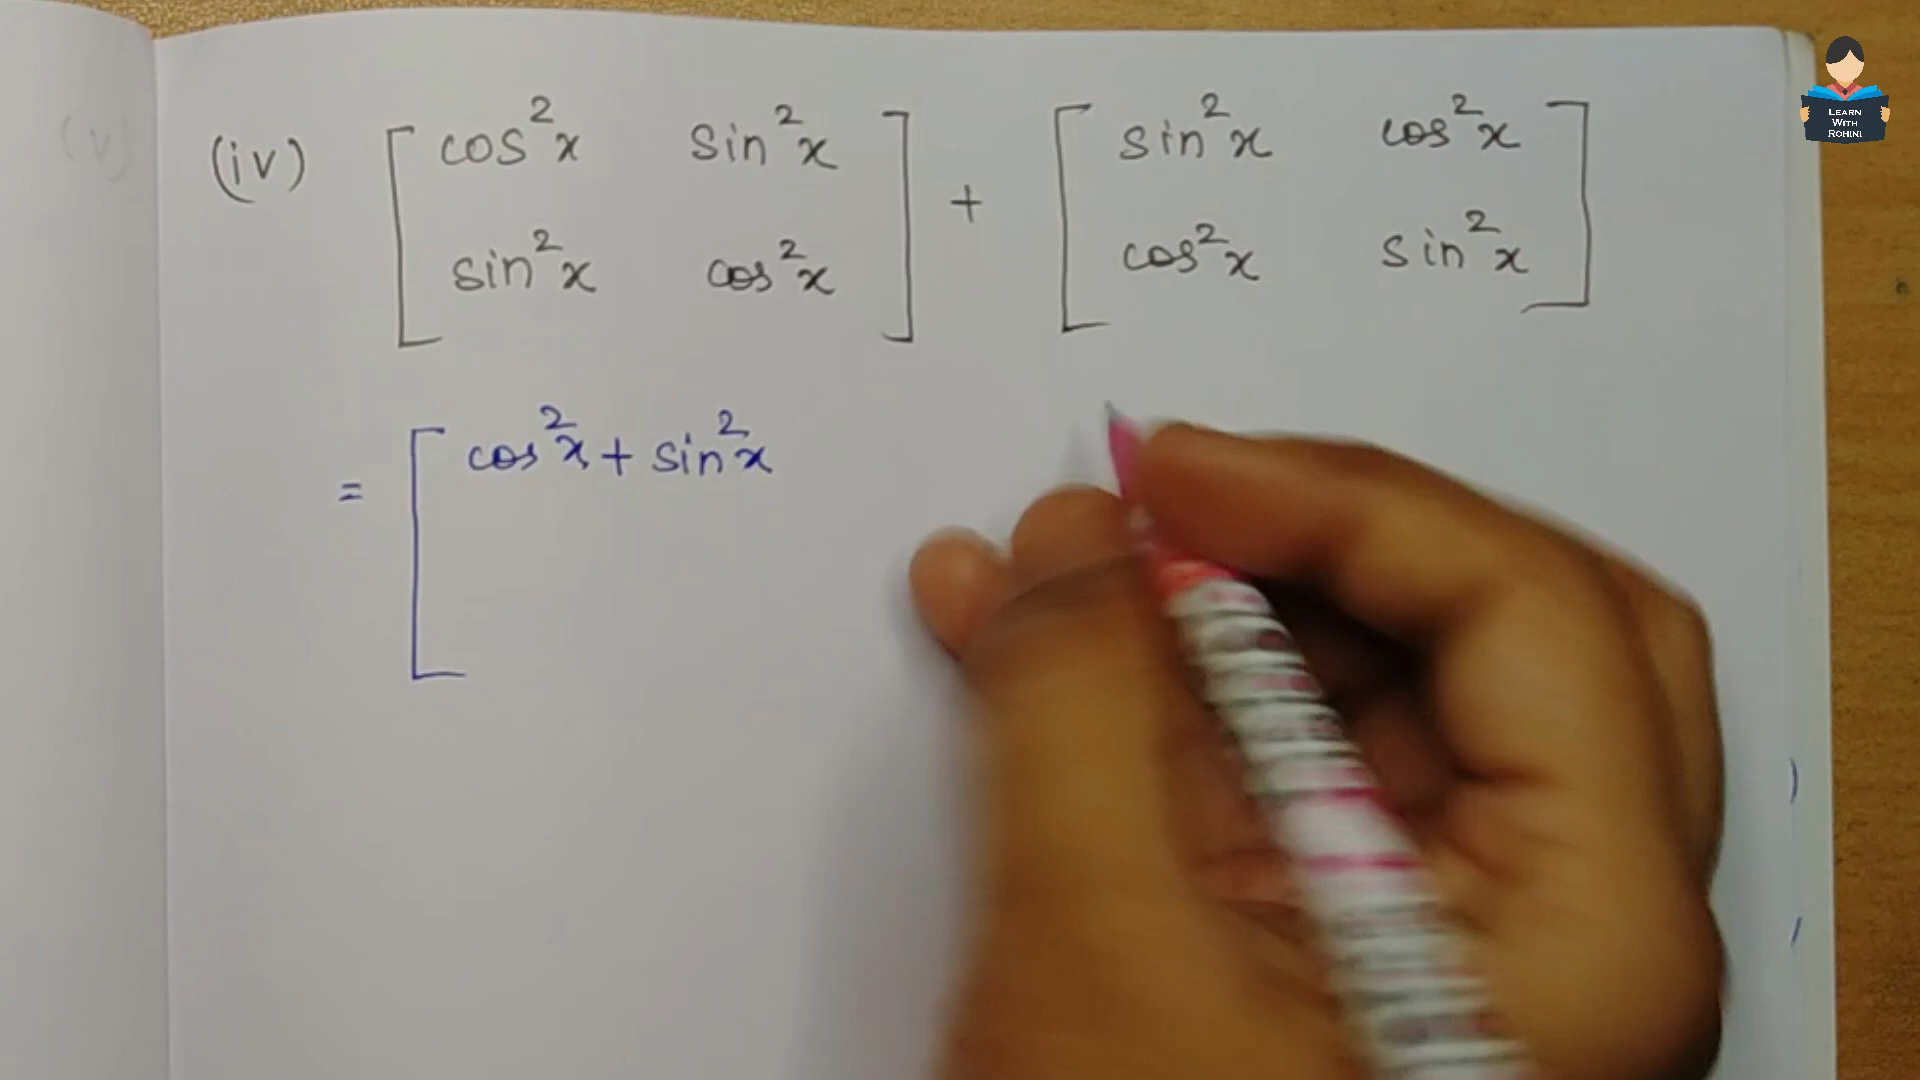 (iv) [ cos²x sin²x ] + [ sin²x cos²x ]
sin²x cos²x cos²x sin²x
= [ cos²x + sin²x
(v)
LEARN
WITH
ROHINI